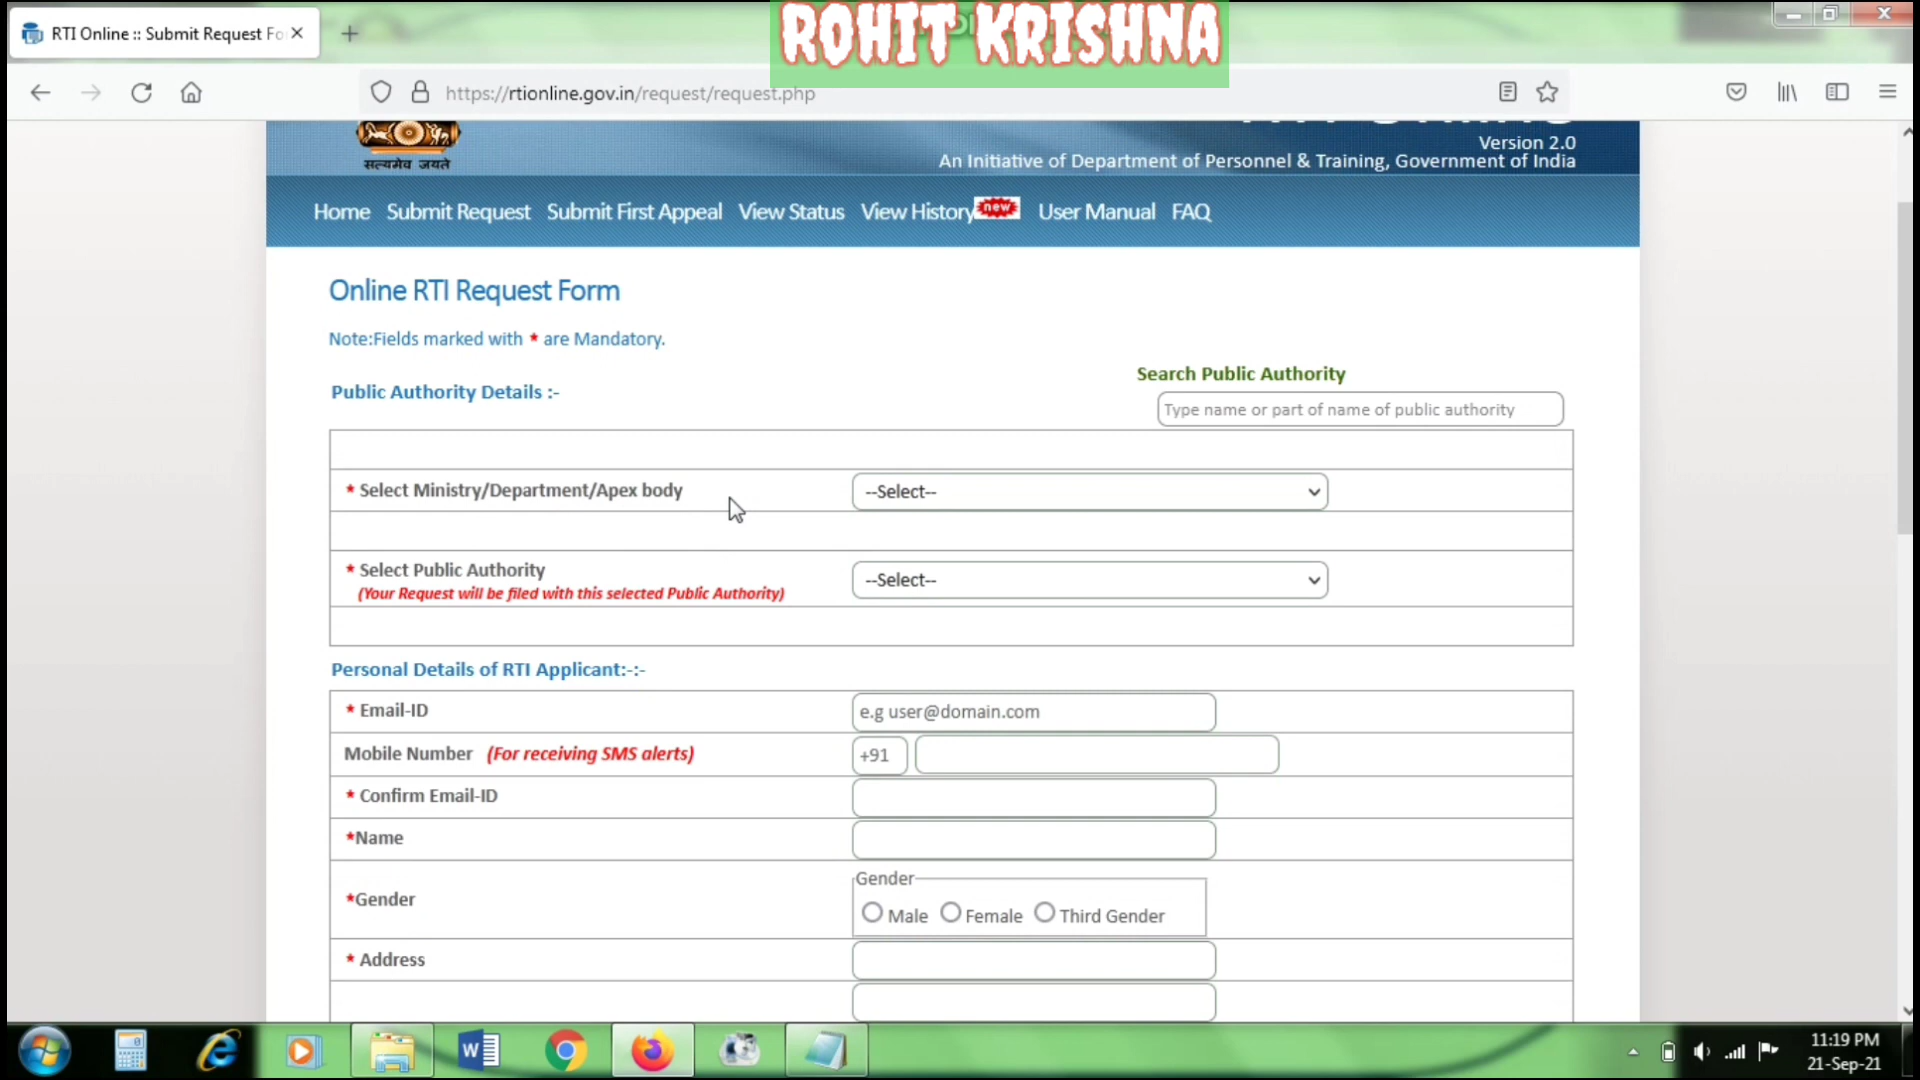 RTI Online :: Submit Request Fo
ROHIT KRISHNA
https://rtionline.gov.in/request/request.php
सत्यमेव जयते
Version 2.0
An Initiative of Department of Personnel & Training, Government of India
Home Submit Request Submit First Appeal View Status View History new User Manual FAQ
Online RTI Request Form
Note:Fields marked with * are Mandatory.
Search Public Authority
Public Authority Details :-
Type name or part of name of public authority
* Select Ministry/Department/Apex body --Select--
* Select Public Authority --Select--
(Your Request will be filed with this selected Public Authority)
Personal Details of RTI Applicant:-:-
* Email-ID e.g user@domain.com
Mobile Number (For receiving SMS alerts) +91
* Confirm Email-ID
*Name
Gender
*Gender Male Female Third Gender
* Address
11:19 PM
21-Sep-21